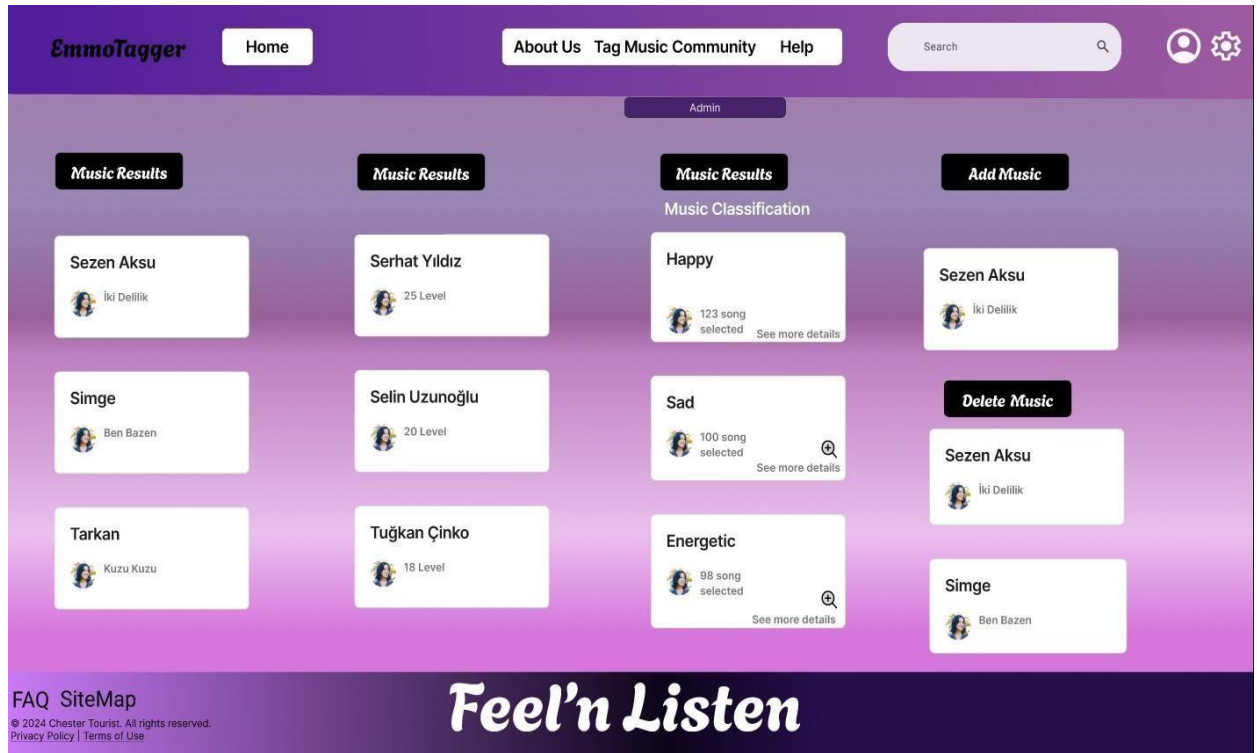 EmmoTagger
Home
About Us Tag Music Community Help
Search
Admin
Music Results
Sezen Aksu
İki Delilik
Simge
Ben Bazen
Tarkan
Kuzu Kuzu
Music Results
Serhat Yıldız
25 Level
Selin Uzunoğlu
20 Level
Tuğkan Çinko
18 Level
Music Results
Music Classification
Happy
123 song
selected
See more details
Sad
100 song
selected
See more details
Energetic
98 song
selected
See more details
Add Music
Sezen Aksu
İki Delilik
Delete Music
Sezen Aksu
İki Delilik
Simge
Ben Bazen
FAQ SiteMap
© 2024 Chester Tourist. All rights reserved.
Privacy Policy | Terms of Use
Feel'n Listen